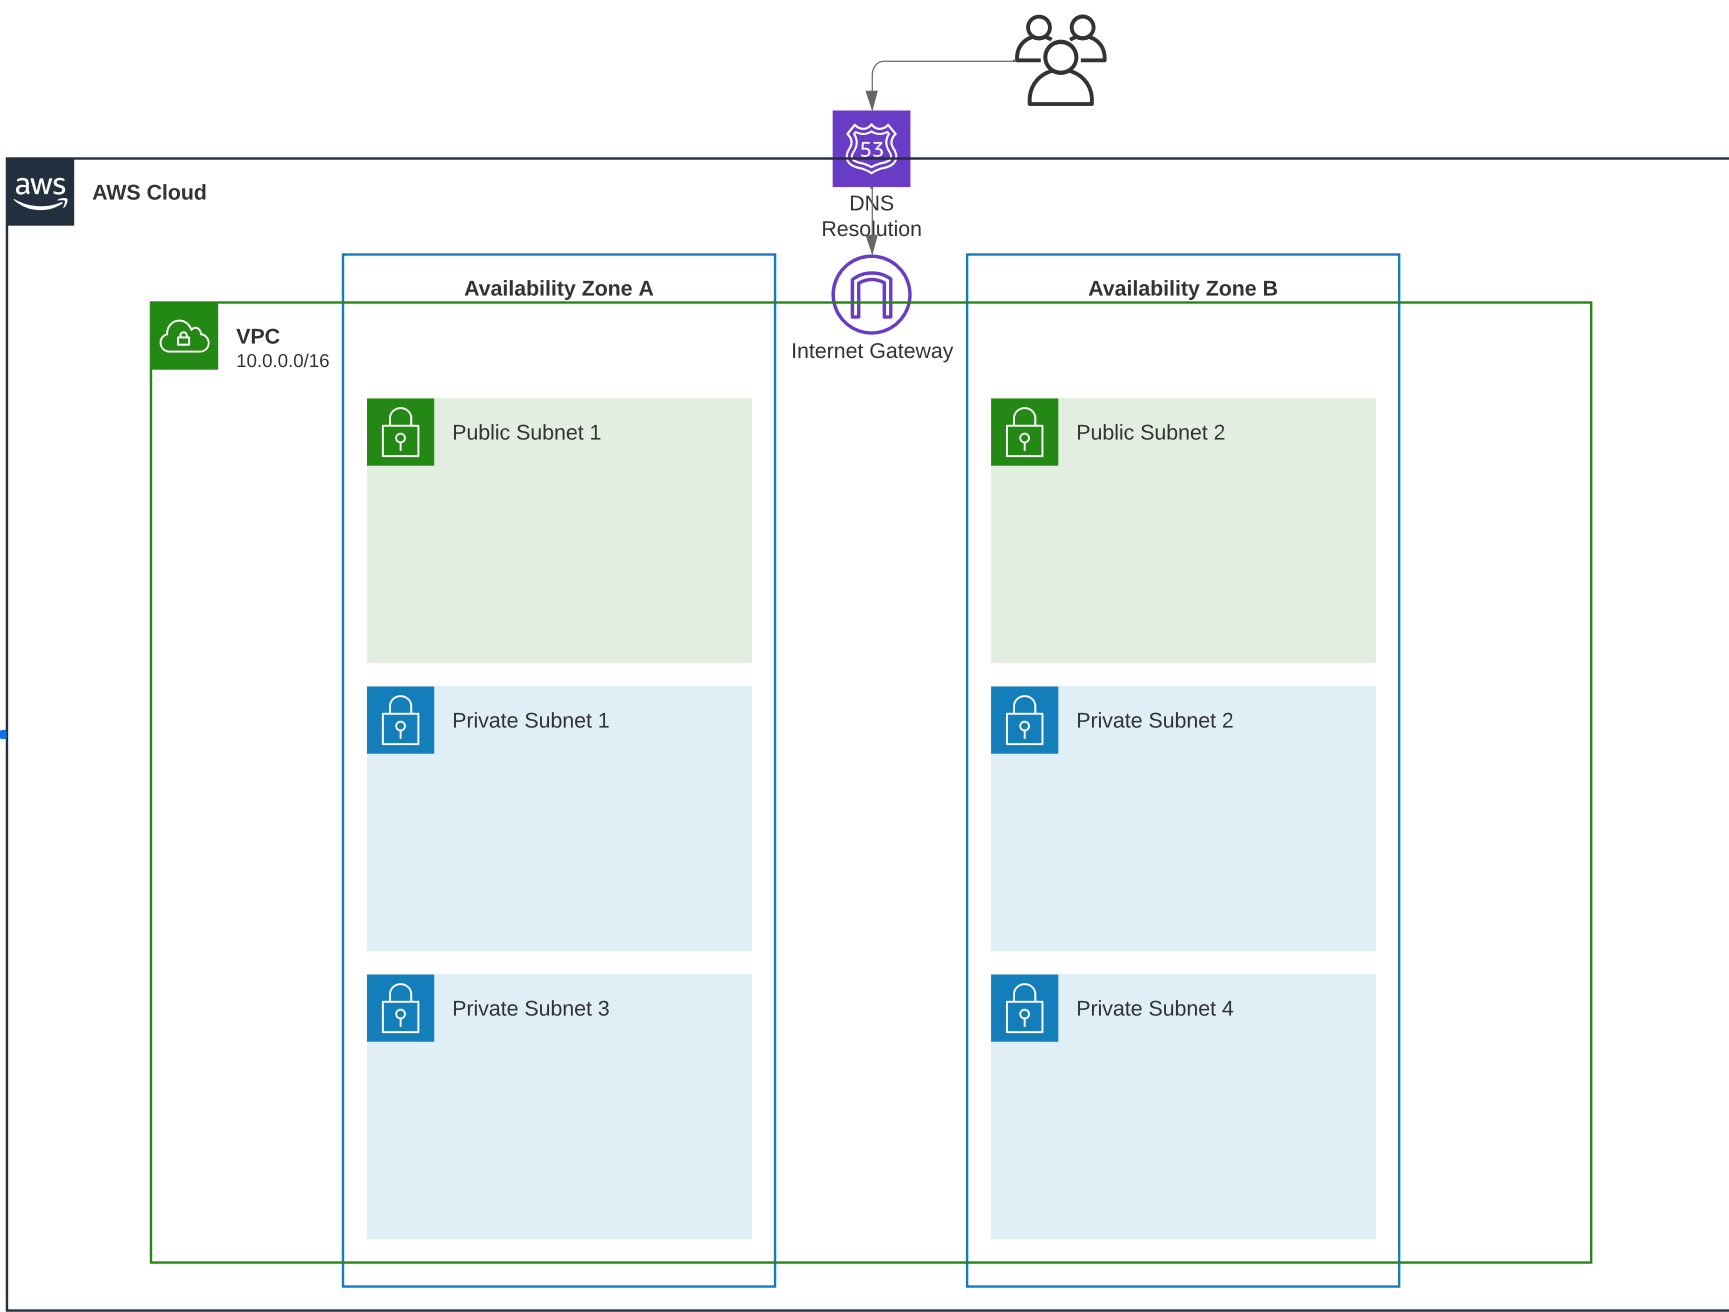 53
DNS
Resolution
aws
AWS Cloud
Availability Zone A
Availability Zone B
VPC
10.0.0.0/16
Internet Gateway
Public Subnet 1
Public Subnet 2
Private Subnet 1
Private Subnet 2
Private Subnet 3
Private Subnet 4